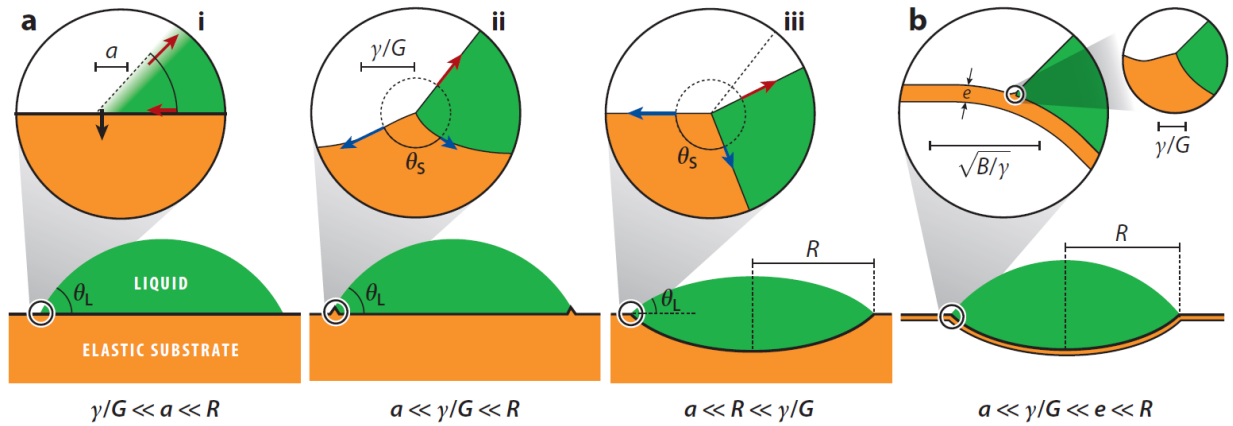 a i ii iii b
a
γ/G
e
θS
θS
√B/γ
γ/G
R
R
θL
LIQUID
θL
θL
ELASTIC SUBSTRATE
γ/G << a << R
a << γ/G << R
a << R << γ/G
a << γ/G << e << R